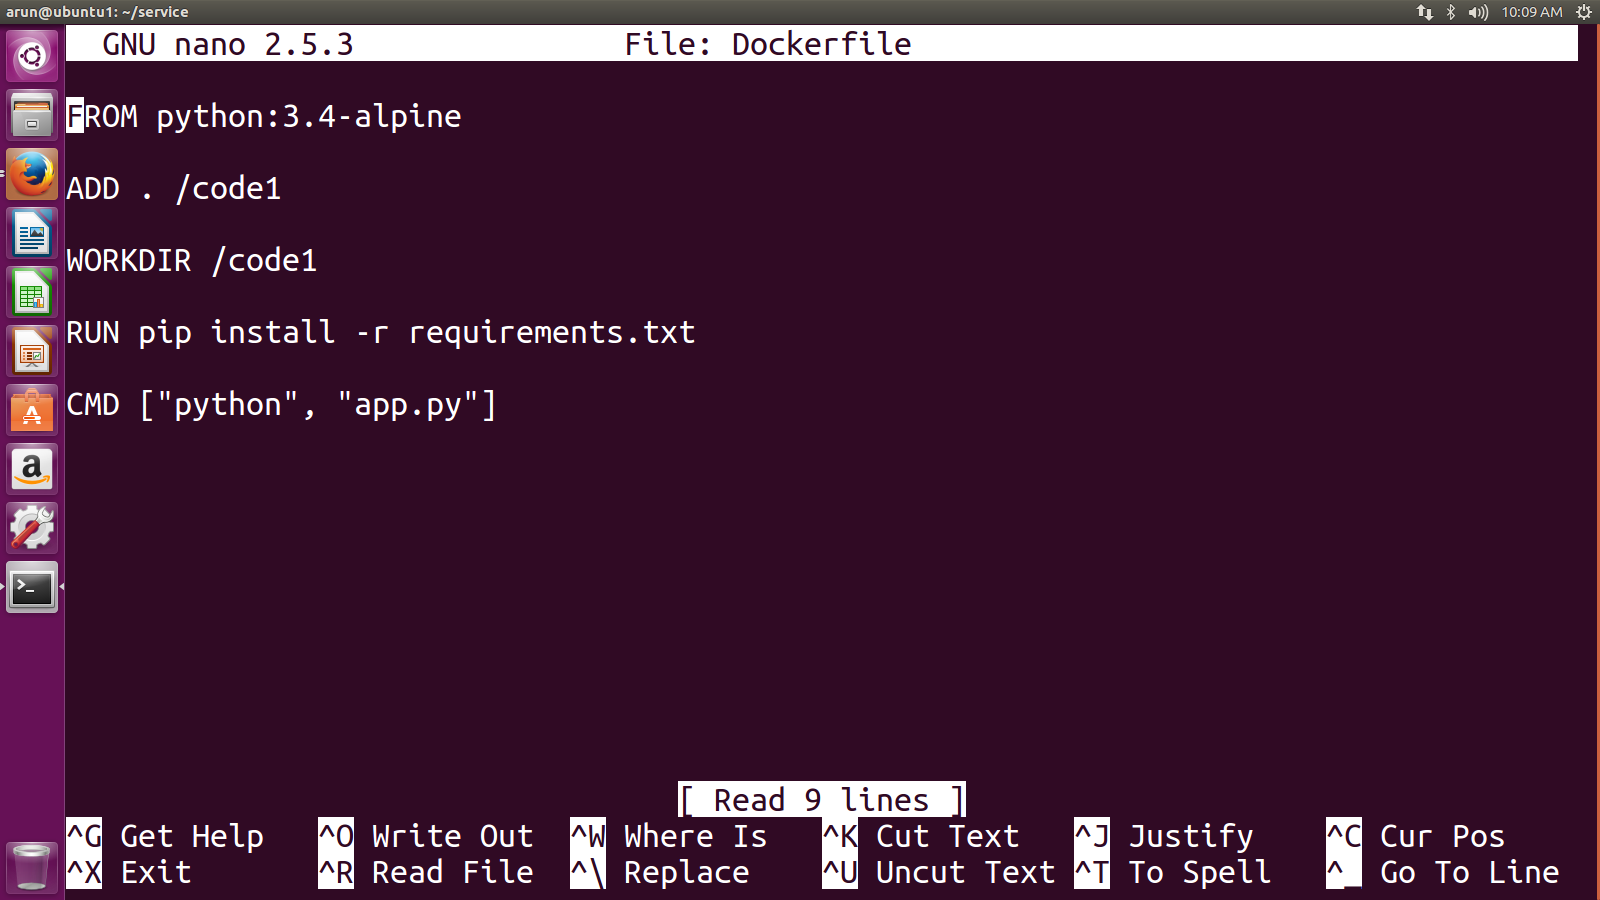 arun@ubuntu1: ~/service
10:09 AM
GNU nano 2.5.3 File: Dockerfile
FROM python:3.4-alpine
ADD . /code1
WORKDIR /code1
RUN pip install -r requirements.txt
CMD ["python", "app.py"]
[ Read 9 lines ]
^G Get Help ^O Write Out ^W Where Is ^K Cut Text ^J Justify ^C Cur Pos
^X Exit ^R Read File ^\ Replace ^U Uncut Text ^T To Spell ^_ Go To Line